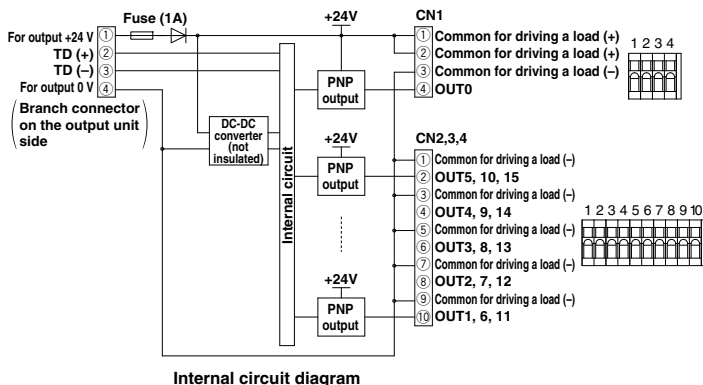 Fuse (1A)
+24V
CN1
For output +24 V ①
TD (+) ②
TD (–) ③
For output 0 V ④
(Branch connector
on the output unit
side)
① Common for driving a load (+)
② Common for driving a load (+)
③ Common for driving a load (–)
④ OUT0
1 2 3 4
PNP
output
DC-DC
converter
(not
insulated)
Internal circuit
+24V
PNP
output
CN2,3,4
① Common for driving a load (–)
② OUT5, 10, 15
③ Common for driving a load (–)
④ OUT4, 9, 14
⑤ Common for driving a load (–)
⑥ OUT3, 8, 13
⑦ Common for driving a load (–)
⑧ OUT2, 7, 12
⑨ Common for driving a load (–)
⑩ OUT1, 6, 11
1 2 3 4 5 6 7 8 9 10
+24V
PNP
output
Internal circuit diagram